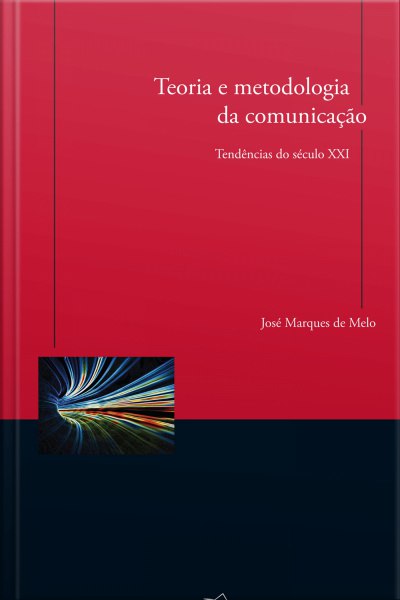 Teoria e metodologia
da comunicação
Tendências do século XXI
José Marques de Melo